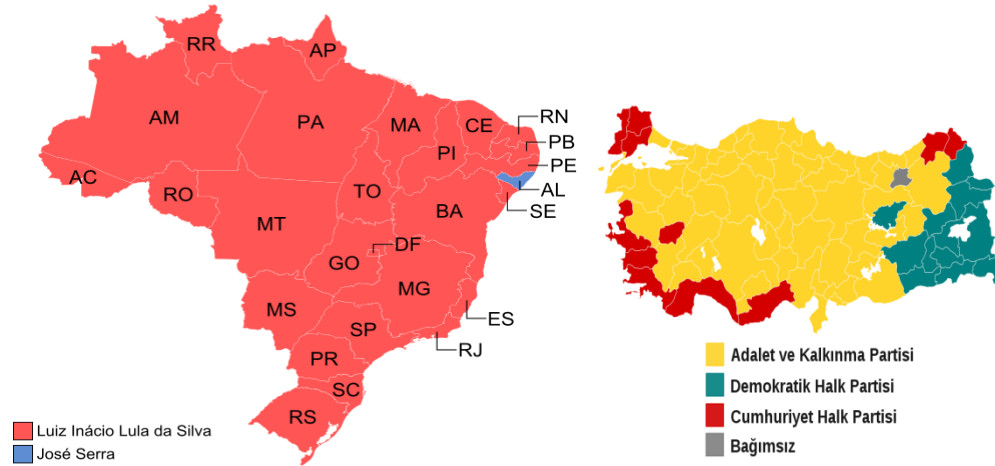 RR
AP
AM
PA
MA
CE
RN
PB
PI
PE
AC
RO
TO
AL
BA
SE
MT
DF
GO
MG
MS
ES
SP
RJ
PR
SC
RS
Luiz Inácio Lula da Silva
José Serra
Adalet ve Kalkınma Partisi
Demokratik Halk Partisi
Cumhuriyet Halk Partisi
Bağımsız